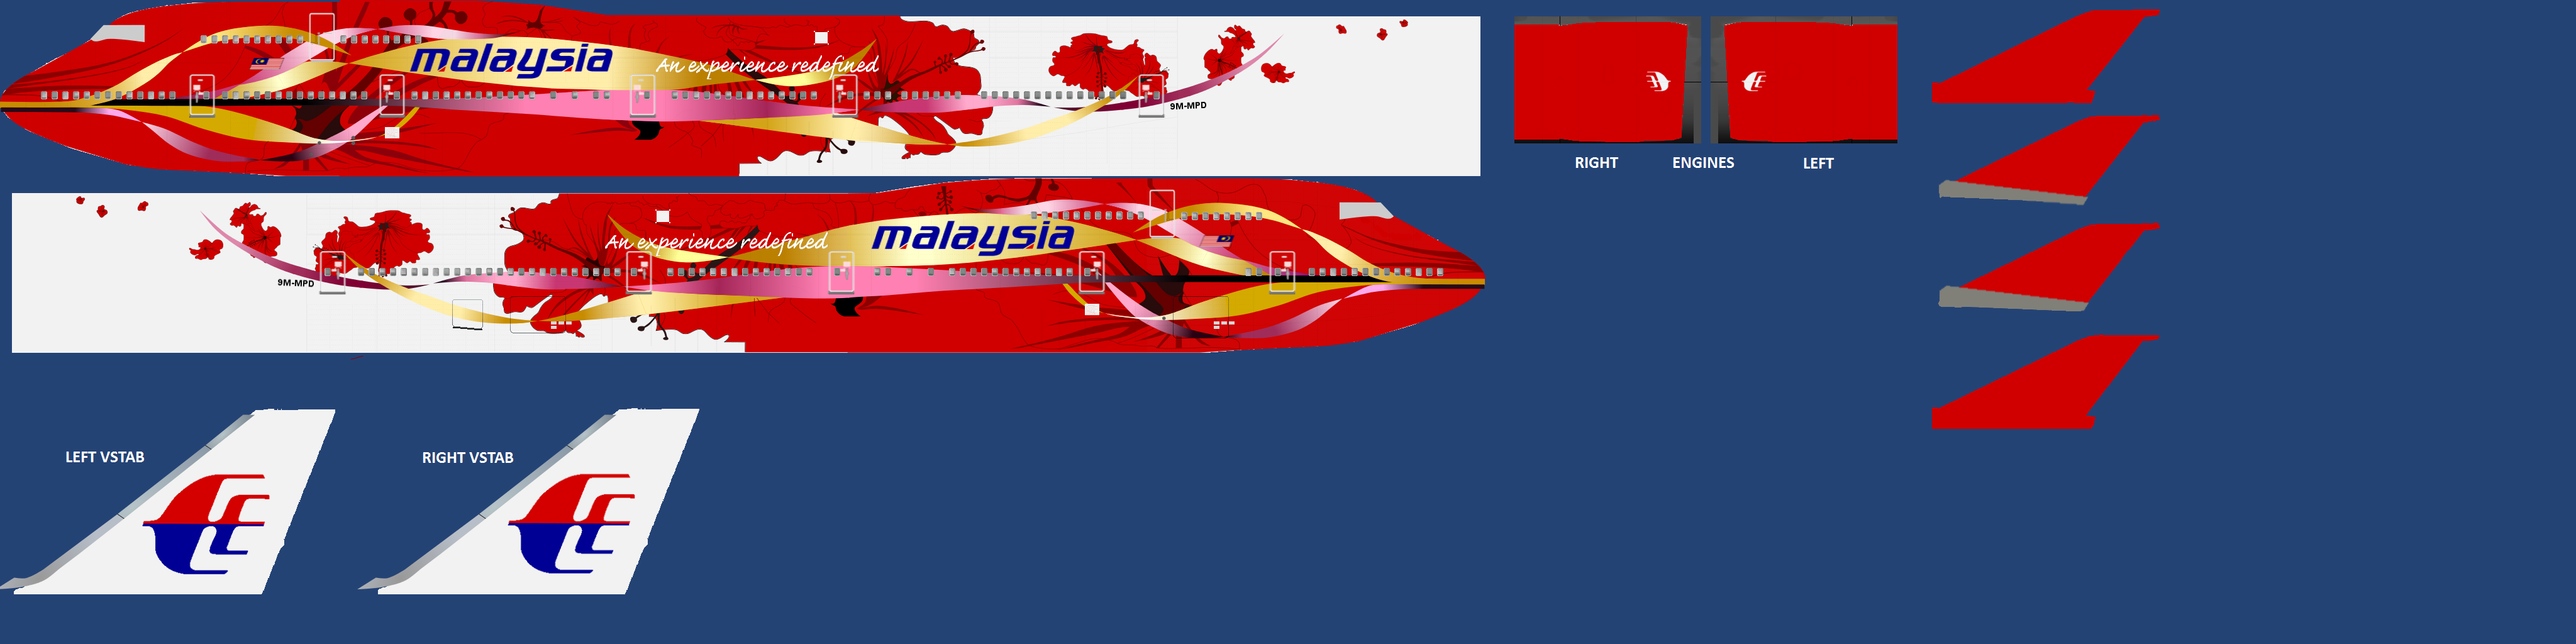 malaysia
An experience redefined
9M-MPD
RIGHT ENGINES LEFT
malaysia
An experience redefined
9M-MPD
LEFT VSTAB
RIGHT VSTAB